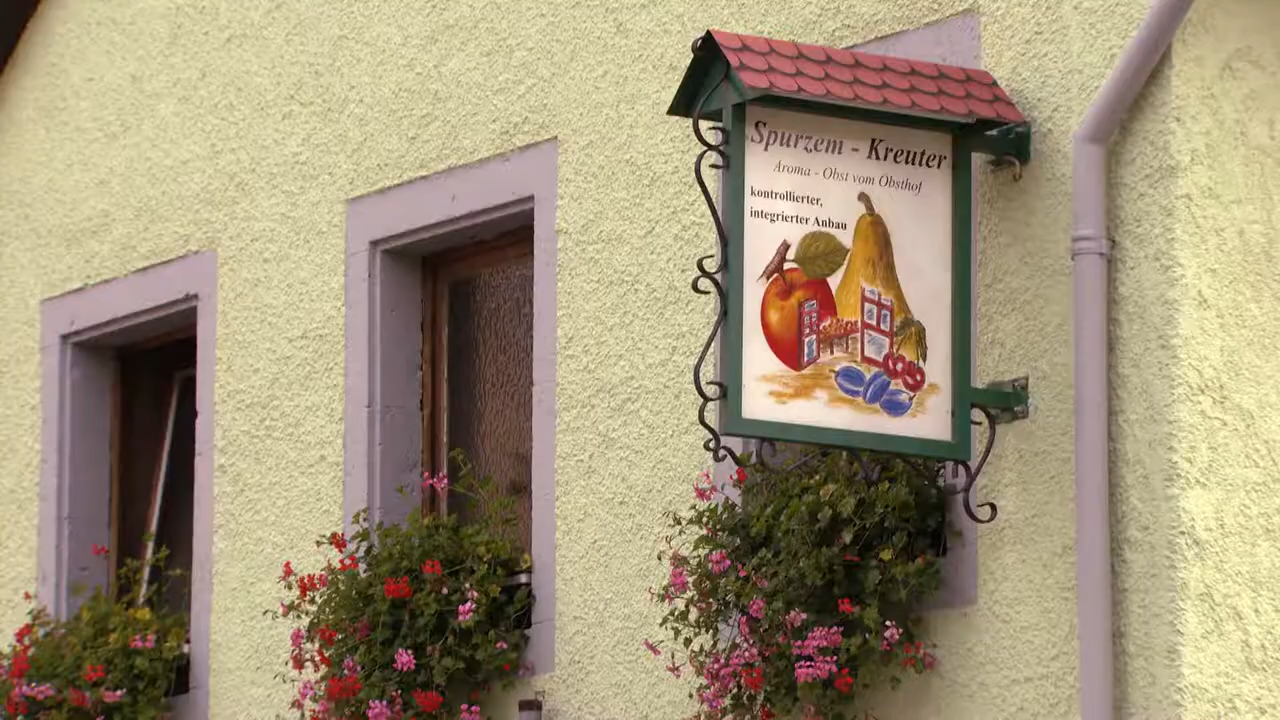 Spurzem - Kreuter
Aroma - Obst vom Obsthof
kontrollierter,
integrierter Anbau